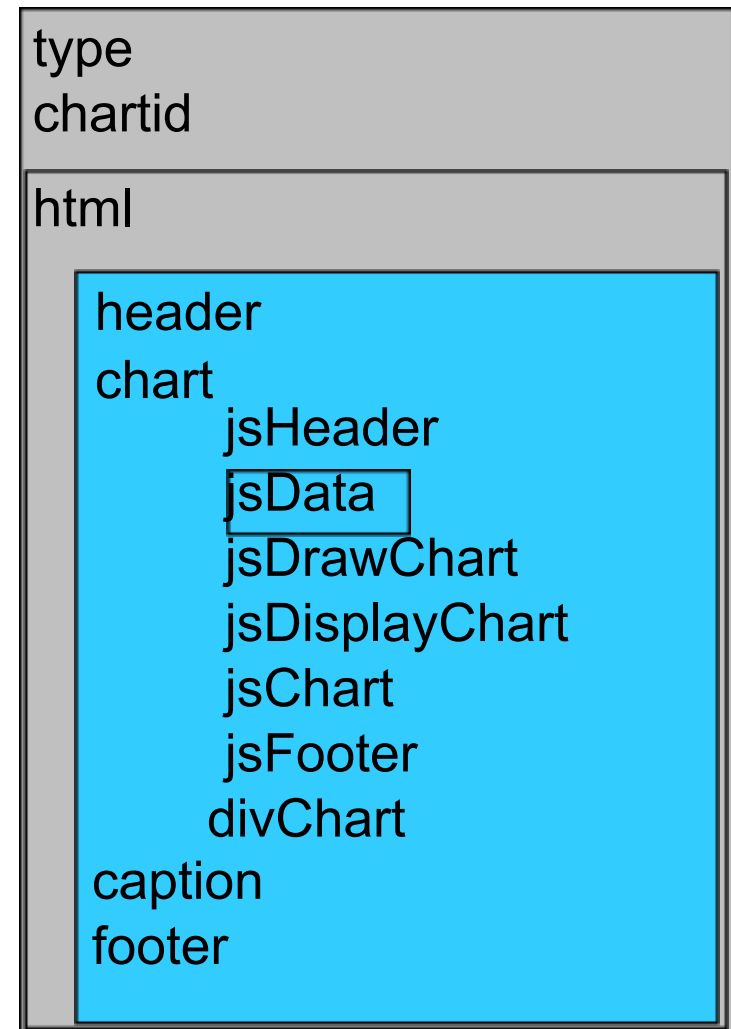 type
chartid
html
header
chart
jsHeader
jsData
jsDrawChart
jsDisplayChart
jsChart
jsFooter
divChart
caption
footer